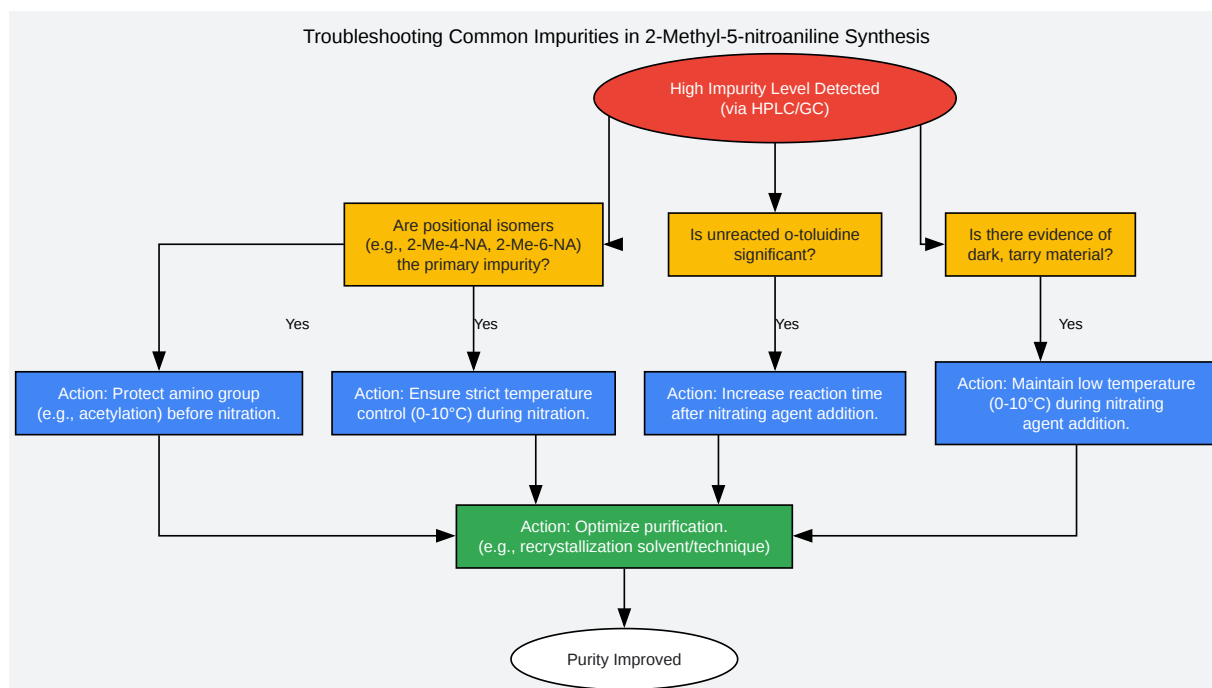 Troubleshooting Common Impurities in 2-Methyl-5-nitroaniline Synthesis
High Impurity Level Detected
(via HPLC/GC)
Are positional isomers
(e.g., 2-Me-4-NA, 2-Me-6-NA)
the primary impurity?
Is unreacted o-toluidine
significant?
Is there evidence of
dark, tarry material?
Yes
Yes
Yes
Yes
Action: Protect amino group
(e.g., acetylation) before nitration.
Action: Ensure strict temperature
control (0-10°C) during nitration.
Action: Increase reaction time
after nitrating agent addition.
Action: Maintain low temperature
(0-10°C) during nitrating
agent addition.
Action: Optimize purification.
(e.g., recrystallization solvent/technique)
Purity Improved